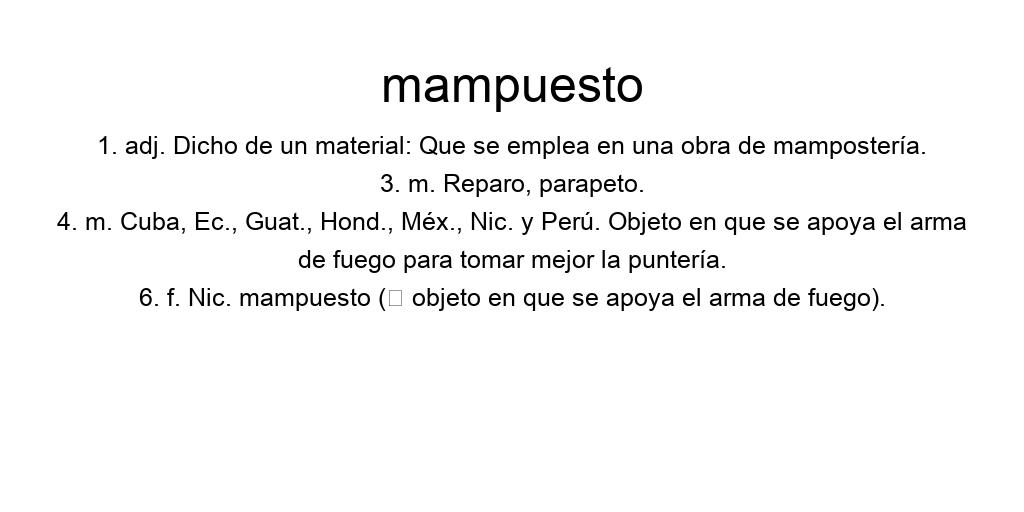 mampuesto
1. adj. Dicho de un material: Que se emplea en una obra de mampostería.
3. m. Reparo, parapeto.
4. m. Cuba, Ec., Guat., Hond., Méx., Nic. y Perú. Objeto en que se apoya el arma
de fuego para tomar mejor la puntería.
6. f. Nic. mampuesto (▯ objeto en que se apoya el arma de fuego).